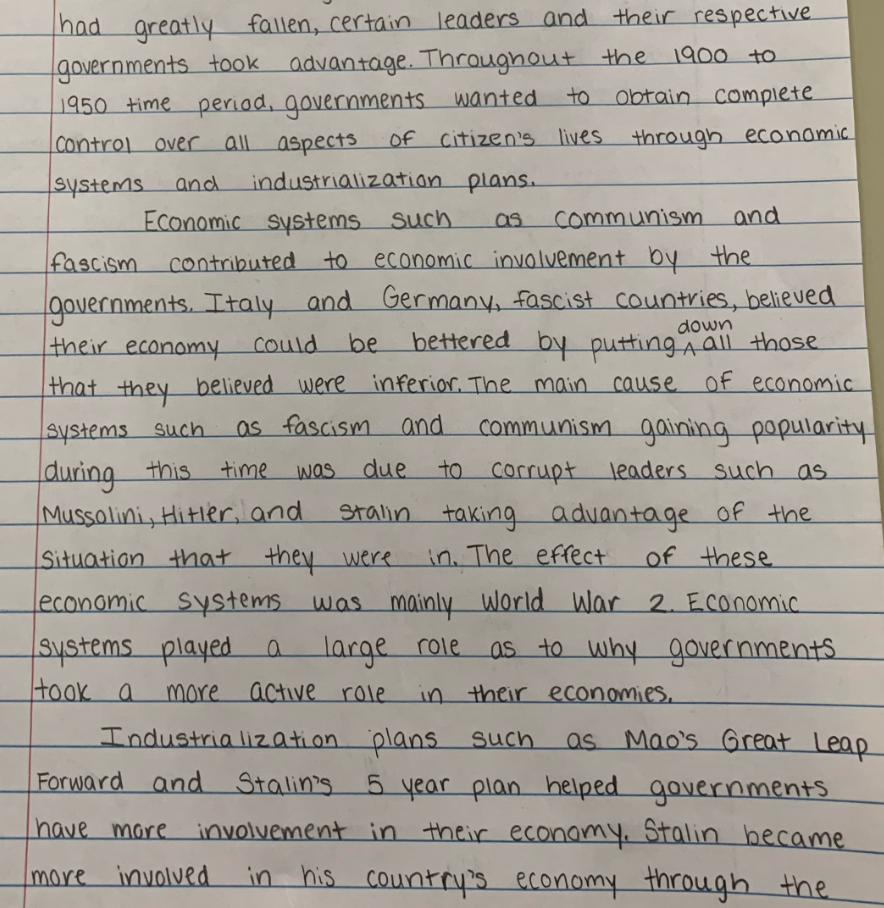 had greatly fallen, certain leaders and their respective
governments took advantage. Throughout the 1900 to
1950 time period, governments wanted to obtain complete
control over all aspects of citizen's lives through economic
systems and industrialization plans.
Economic systems such as communism and
fascism contributed to economic involvement by the
governments. Italy and Germany, fascist countries, believed
their economy could be bettered by putting down all those
that they believed were inferior. The main cause of economic
systems such as fascism and communism gaining popularity
during this time was due to corrupt leaders such as
Mussolini, Hitler, and Stalin taking advantage of the
situation that they were in. The effect of these
economic systems was mainly World War 2. Economic
systems played a large role as to why governments
took a more active role in their economies.
Industrialization plans such as Mao's Great Leap
Forward and Stalin's 5 year plan helped governments
have more involvement in their economy. Stalin became
more involved in his country's economy through the